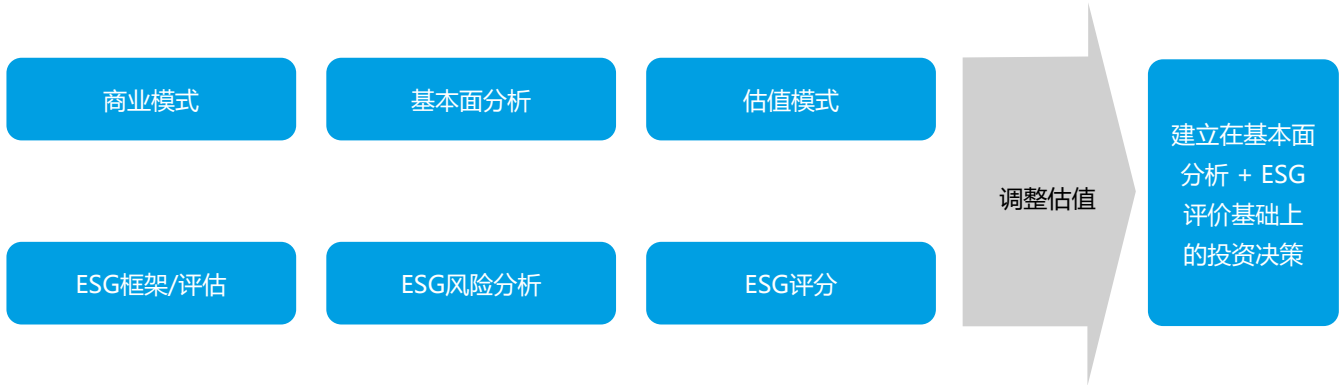 商业模式
基本面分析
估值模式
ESG框架/评估
ESG风险分析
ESG评分
调整估值
建立在基本面
分析 + ESG
评价基础上
的投资决策